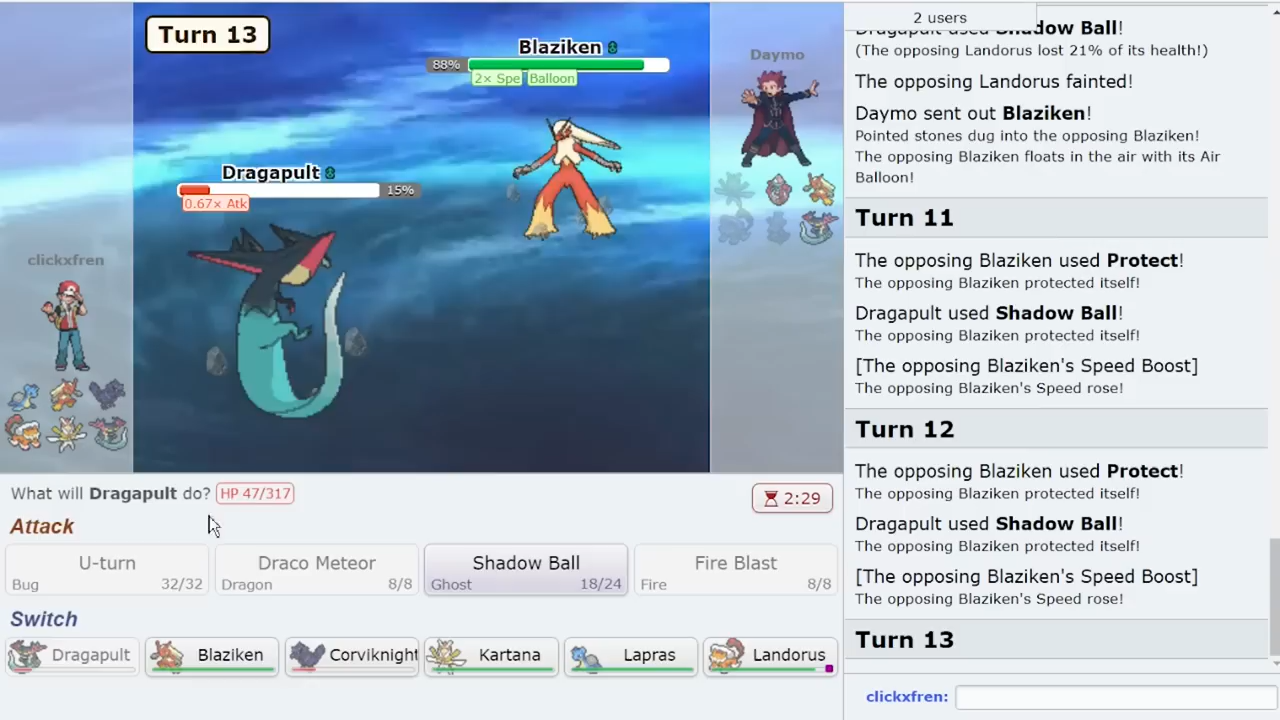 2 users
Turn 13
Blaziken
88%
2× Spe Balloon
Daymo
Dragapult
15%
0.67× Atk
clickxfren
Dragapult used Shadow Ball!
(The opposing Landorus lost 21% of its health!)
The opposing Landorus fainted!
Daymo sent out Blaziken!
Pointed stones dug into the opposing Blaziken!
The opposing Blaziken floats in the air with its Air
Balloon!
Turn 11
The opposing Blaziken used Protect!
The opposing Blaziken protected itself!
Dragapult used Shadow Ball!
The opposing Blaziken protected itself!
[The opposing Blaziken's Speed Boost]
The opposing Blaziken's Speed rose!
Turn 12
The opposing Blaziken used Protect!
The opposing Blaziken protected itself!
Dragapult used Shadow Ball!
The opposing Blaziken protected itself!
[The opposing Blaziken's Speed Boost]
The opposing Blaziken's Speed rose!
Turn 13
What will Dragapult do? HP 47/317
2:29
Attack
U-turn
Bug 32/32
Draco Meteor
Dragon 8/8
Shadow Ball
Ghost 18/24
Fire Blast
Fire 8/8
Switch
Dragapult
Blaziken
Corviknight
Kartana
Lapras
Landorus
clickxfren: